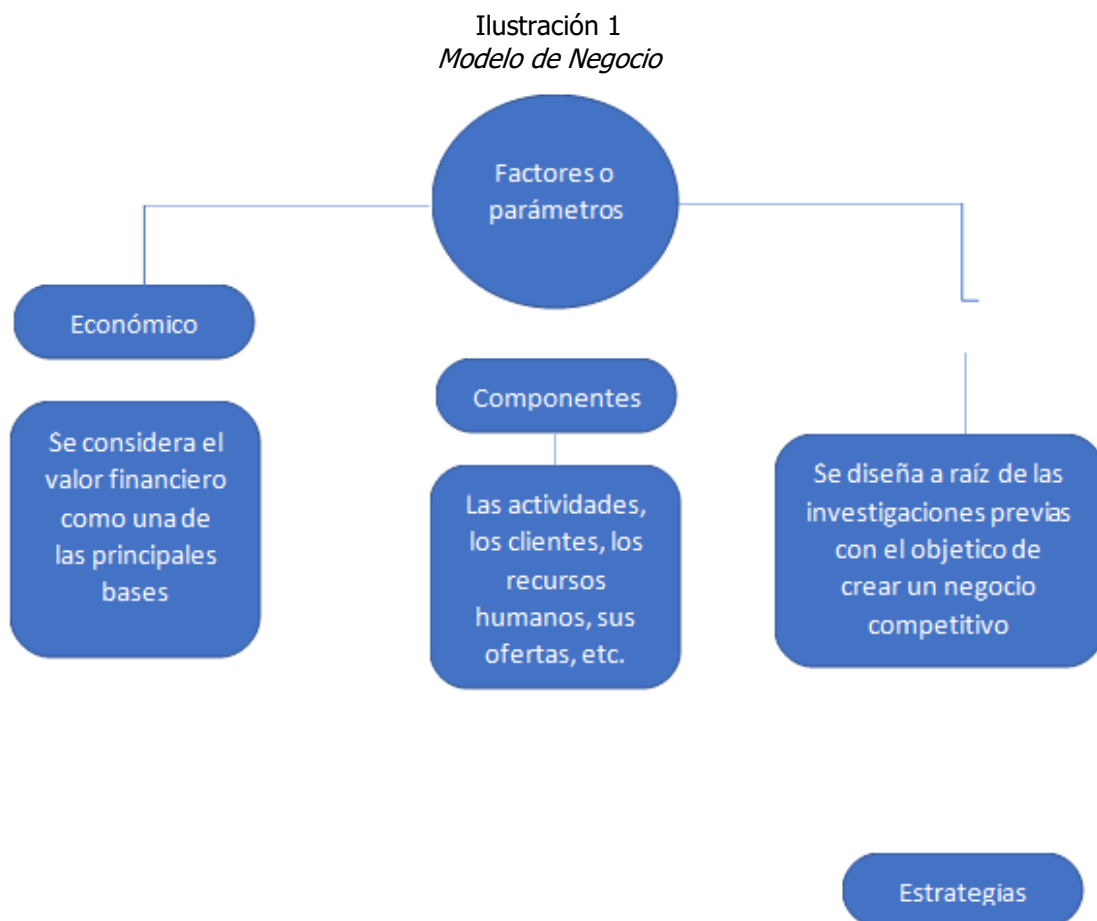 Ilustración 1
Modelo de Negocio
Factores o
parámetros
Económico
Se considera el
valor financiero
como una de
las principales
bases
Componentes
Las actividades,
los clientes, los
recursos
humanos, sus
ofertas, etc.
Se diseña a raíz de las
investigaciones previas
con el objetico de
crear un negocio
competitivo
Estrategias